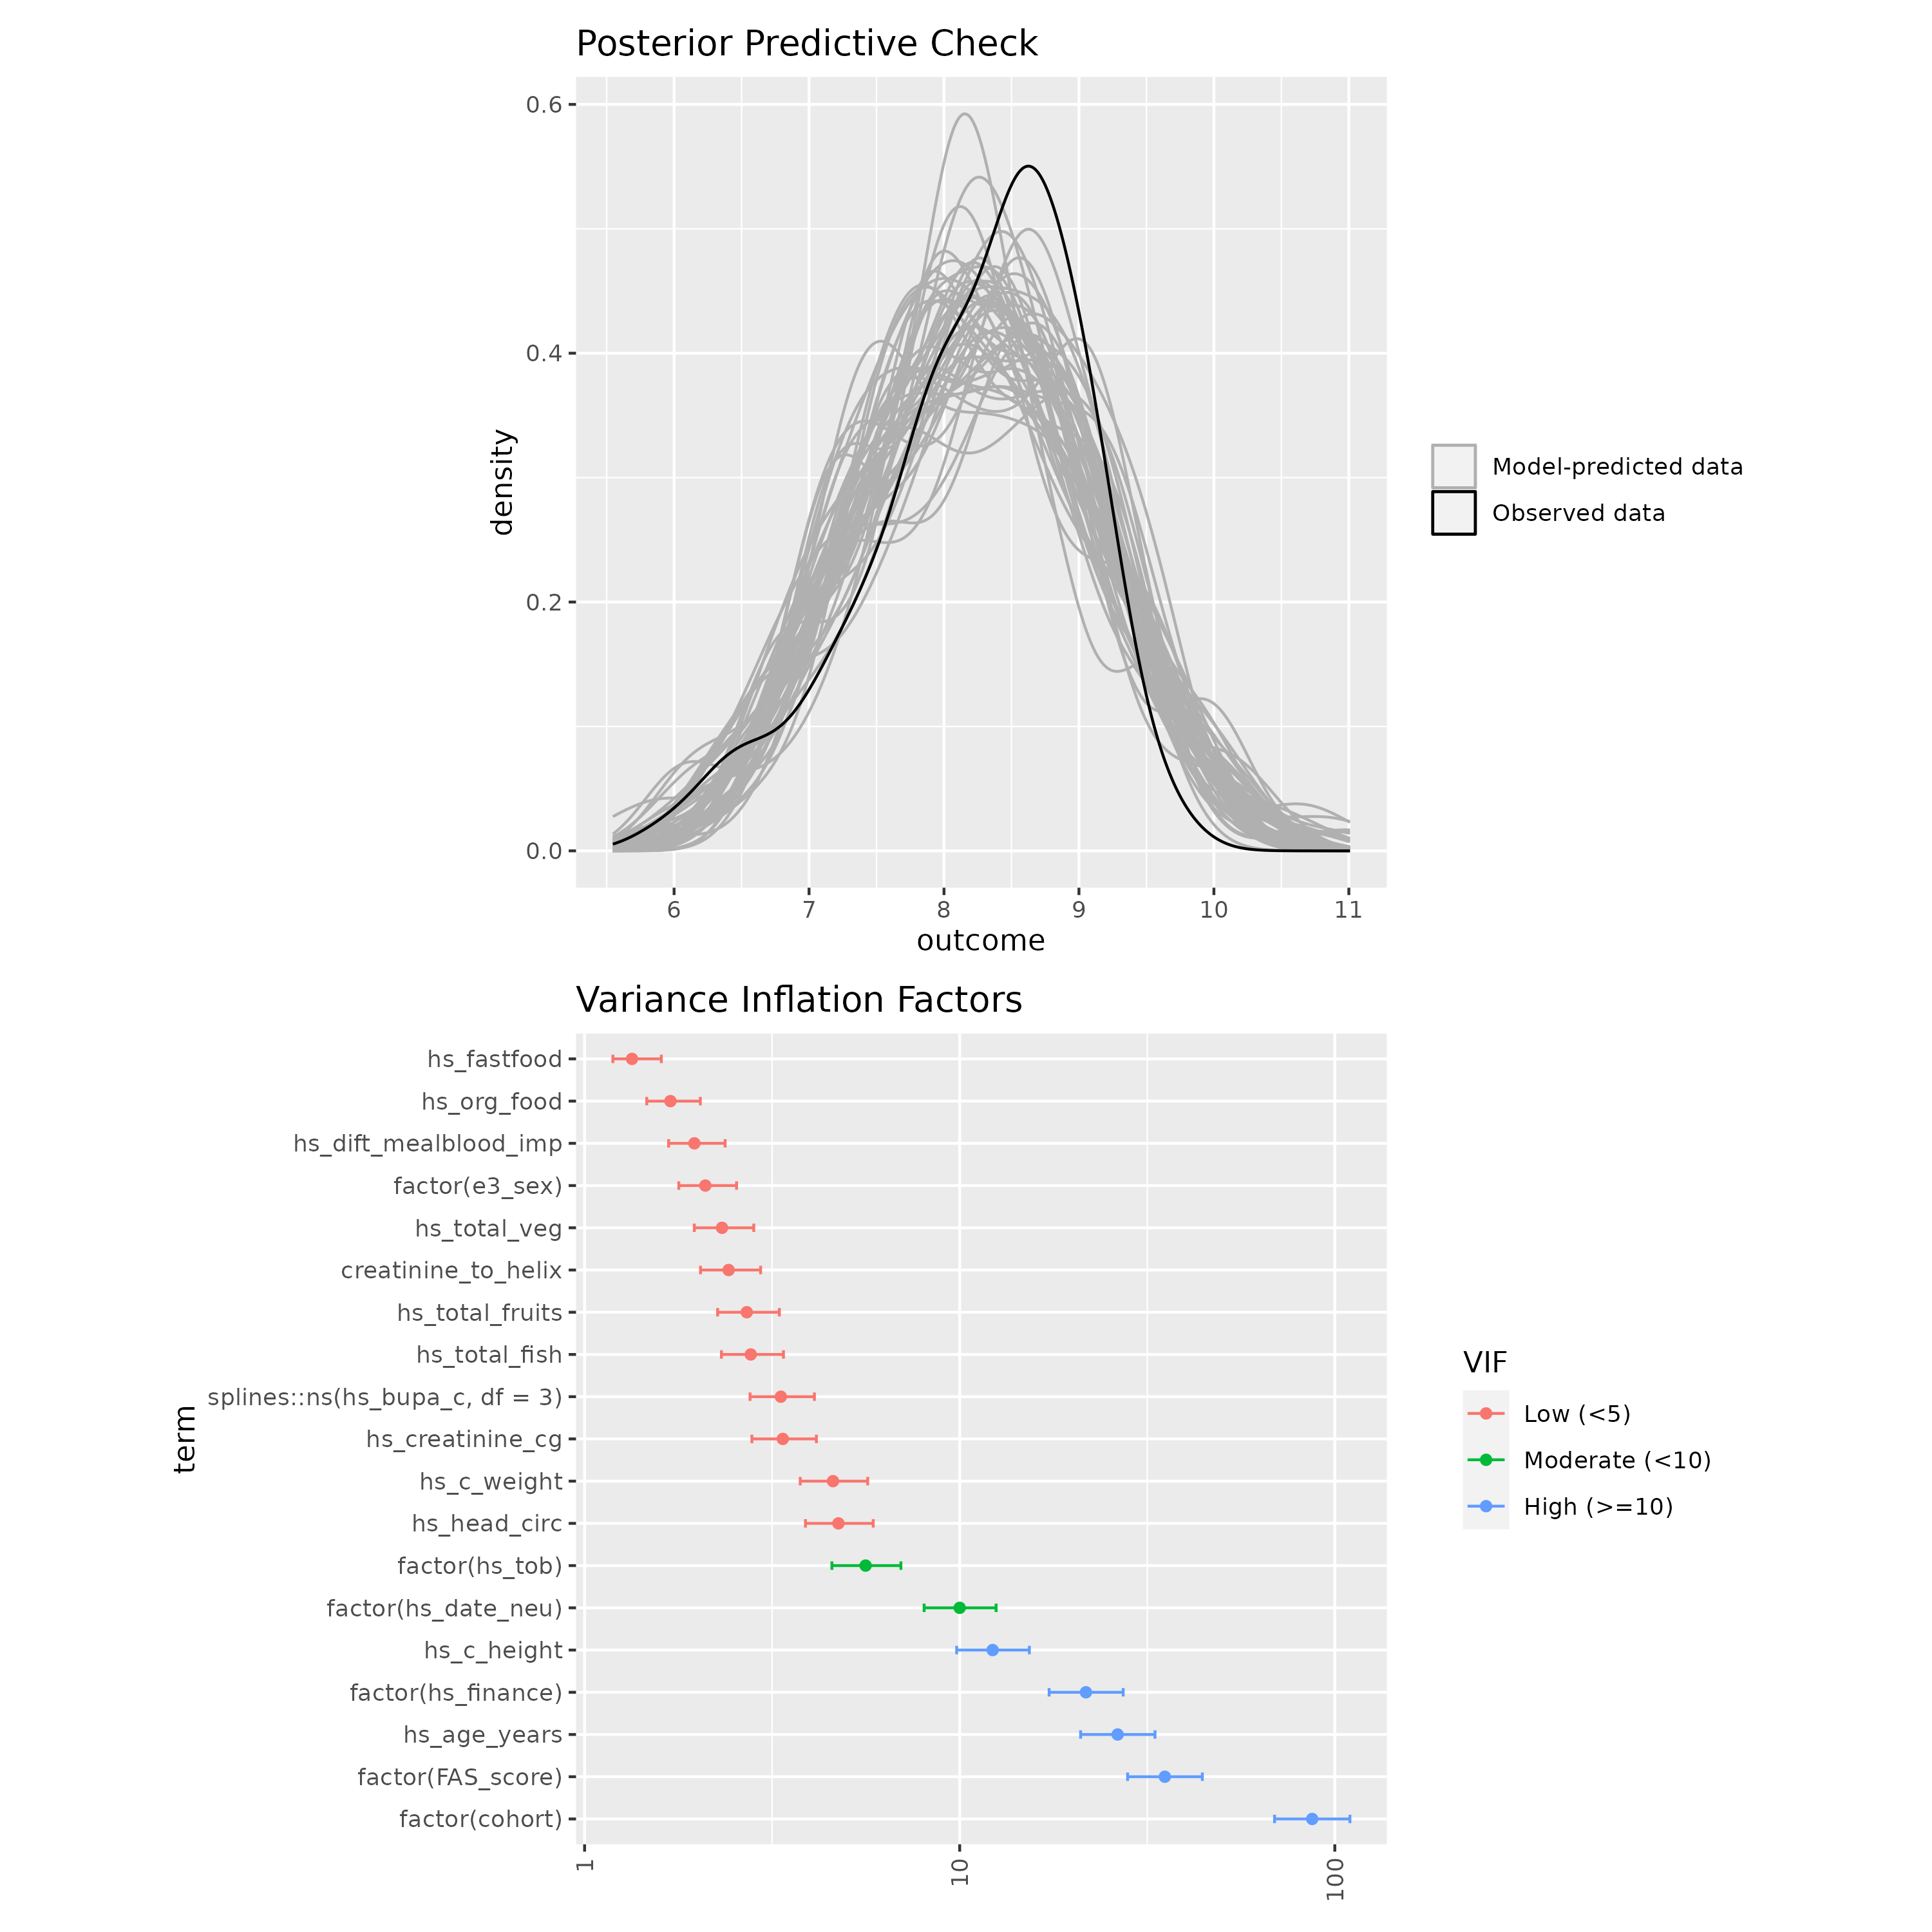 Posterior Predictive Check
density
0.6
0.4
0.2
0.0
6
7
8
9
10
11
outcome
Model-predicted data
Observed data
Variance Inflation Factors
term
hs_fastfood
hs_org_food
hs_dift_mealblood_imp
factor(e3_sex)
hs_total_veg
creatinine_to_helix
hs_total_fruits
hs_total_fish
splines::ns(hs_bupa_c, df = 3)
hs_creatinine_cg
hs_c_weight
hs_head_circ
factor(hs_tob)
factor(hs_date_neu)
hs_c_height
factor(hs_finance)
hs_age_years
factor(FAS_score)
factor(cohort)
1
10
100
VIF
Low (<5)
Moderate (<10)
High (>=10)